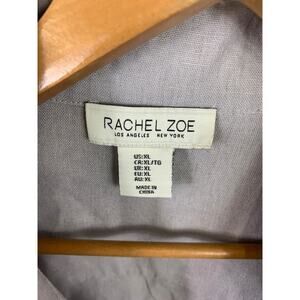 RACHEL ZOE
LOS ANGELES NEW YORK
US:XL
CA:XL/TG
UK:XL
EU:XL
AU:XL
MADE IN
CHINA